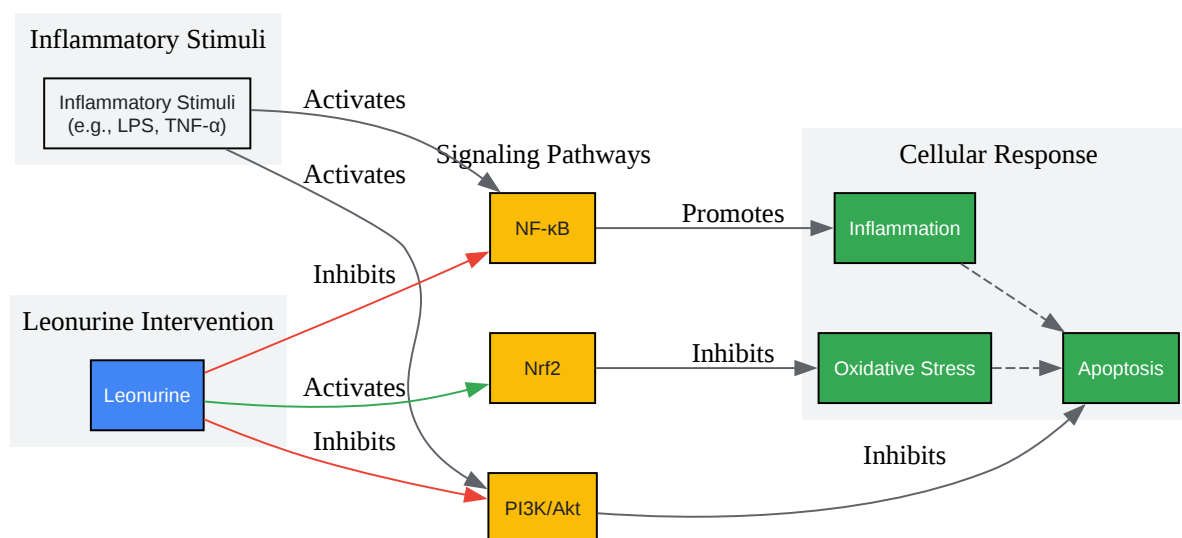 Inflammatory Stimuli
Inflammatory Stimuli
(e.g., LPS, TNF-α)
Activates
Activates
Signaling Pathways
Cellular Response
NF-κB
Promotes
Inflammation
Inhibits
Leonurine Intervention
Leonurine
Activates
Nrf2
Inhibits
Oxidative Stress
Apoptosis
Inhibits
PI3K/Akt
Inhibits